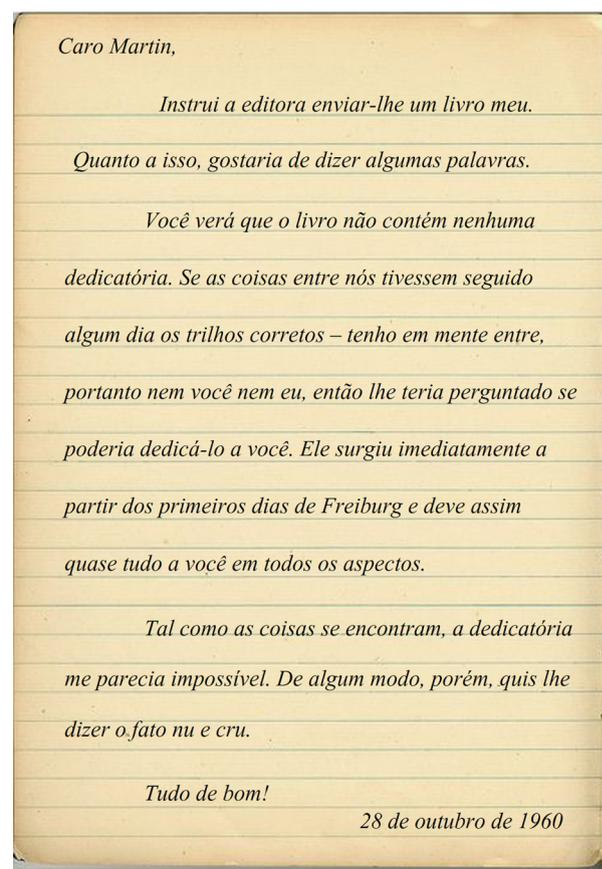 Caro Martin,
Instrui a editora enviar-lhe um livro meu.
Quanto a isso, gostaria de dizer algumas palavras.
Você verá que o livro não contém nenhuma
dedicatória. Se as coisas entre nós tivessem seguido
algum dia os trilhos corretos – tenho em mente entre,
portanto nem você nem eu, então lhe teria perguntado se
poderia dedicá-lo a você. Ele surgiu imediatamente a
partir dos primeiros dias de Freiburg e deve assim
quase tudo a você em todos os aspectos.
Tal como as coisas se encontram, a dedicatória
me parecia impossível. De algum modo, porém, quis lhe
dizer o fato nu e cru.
Tudo de bom!
28 de outubro de 1960